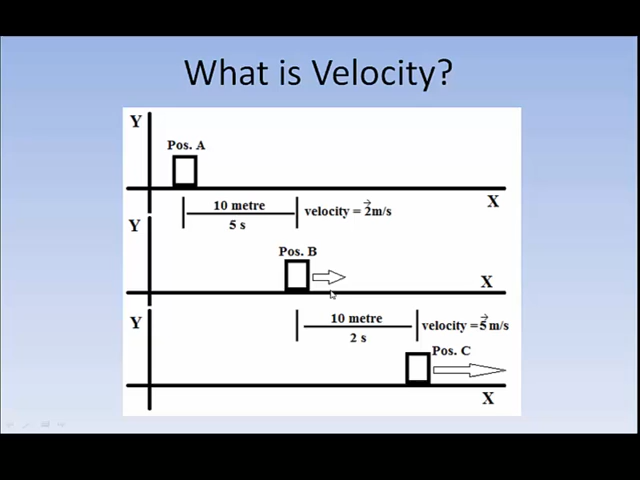 What is Velocity?
Y
Pos. A
X
10 metre
5 s
velocity = 2m/s
Y
Pos. B
X
10 metre
2 s
velocity =5 m/s
Y
Pos. C
X